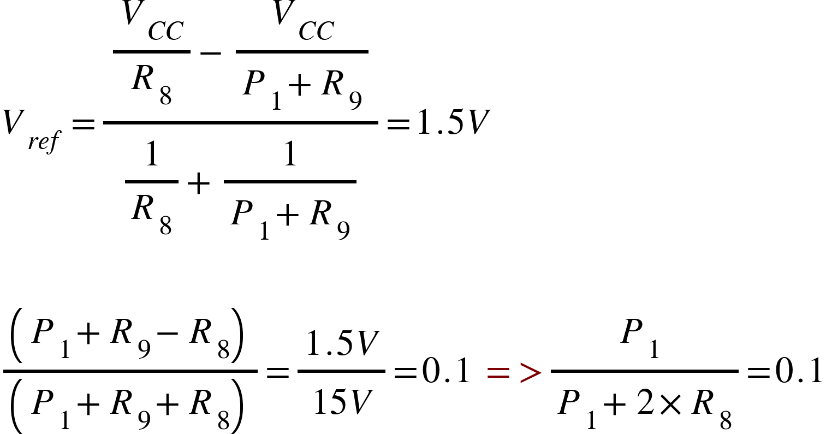 V_ref = (V_CC/R_8 − V_CC/(P_1 + R_9)) / (1/R_8 + 1/(P_1 + R_9)) = 1.5V
(P_1 + R_9 − R_8)/(P_1 + R_9 + R_8) = 1.5V/15V = 0.1 => P_1/(P_1 + 2 × R_8) = 0.1